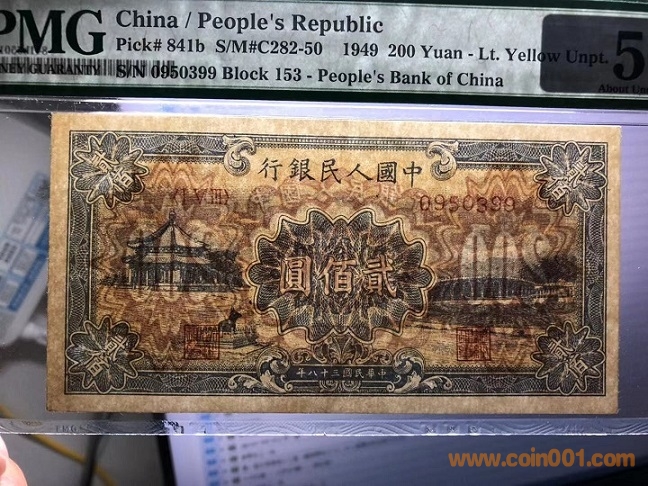 PMG
China / People's Republic
Pick# 841b S/M#C282-50 1949 200 Yuan - Lt. Yellow Unpt.
S/N 0950399 Block 153 - People's Bank of China
5
行銀民人國中
0950399
圓佰貳
年八十三國民華中
www.coin001.com